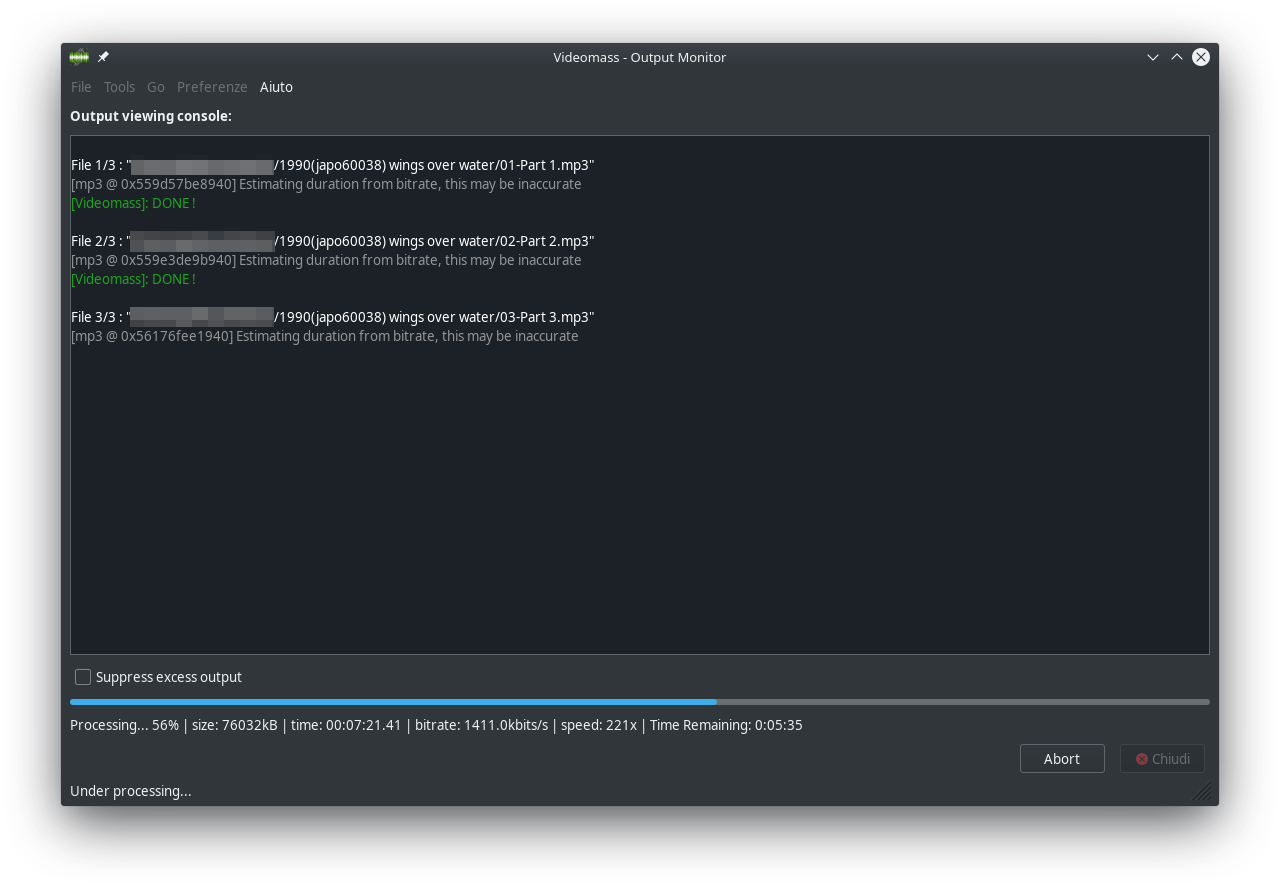 Videomass - Output Monitor
File Tools Go Preferenze Aiuto
Output viewing console:
File 1/3 : "/1990(japo60038) wings over water/01-Part 1.mp3"
[mp3 @ 0x559d57be8940] Estimating duration from bitrate, this may be inaccurate
[Videomass]: DONE !
File 2/3 : "/1990(japo60038) wings over water/02-Part 2.mp3"
[mp3 @ 0x559e3de9b940] Estimating duration from bitrate, this may be inaccurate
[Videomass]: DONE !
File 3/3 : "/1990(japo60038) wings over water/03-Part 3.mp3"
[mp3 @ 0x56176fee1940] Estimating duration from bitrate, this may be inaccurate
Suppress excess output
Processing... 56% | size: 76032kB | time: 00:07:21.41 | bitrate: 1411.0kbits/s | speed: 221x | Time Remaining: 0:05:35
Abort Chiudi
Under processing...